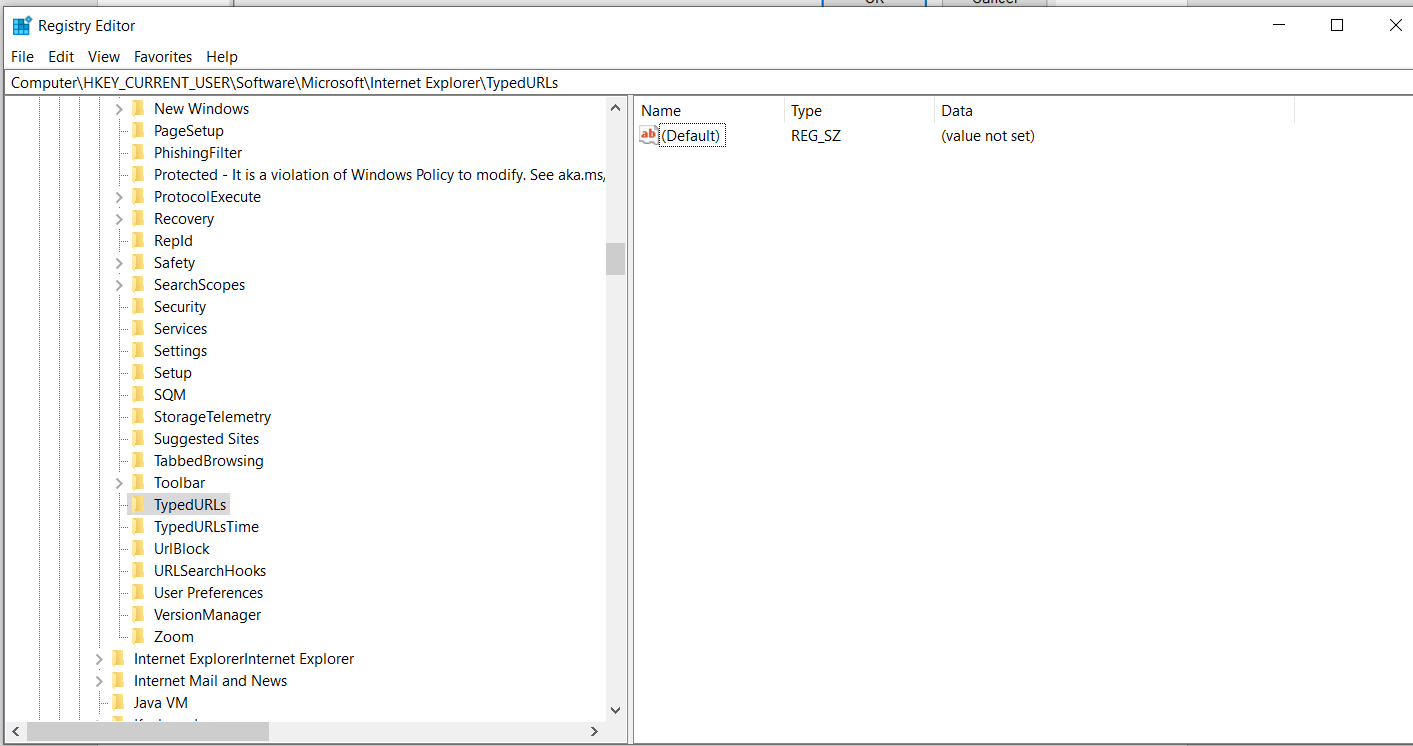 OK Cancel
Registry Editor
File Edit View Favorites Help
Computer\HKEY_CURRENT_USER\Software\Microsoft\Internet Explorer\TypedURLs
New Windows
PageSetup
PhishingFilter
Protected - It is a violation of Windows Policy to modify. See aka.ms/
ProtocolExecute
Recovery
RepId
Safety
SearchScopes
Security
Services
Settings
Setup
SQM
StorageTelemetry
Suggested Sites
TabbedBrowsing
Toolbar
TypedURLs
TypedURLsTime
UrlBlock
URLSearchHooks
User Preferences
VersionManager
Zoom
Internet ExplorerInternet Explorer
Internet Mail and News
Java VM
Name Type Data
ab (Default) REG_SZ (value not set)